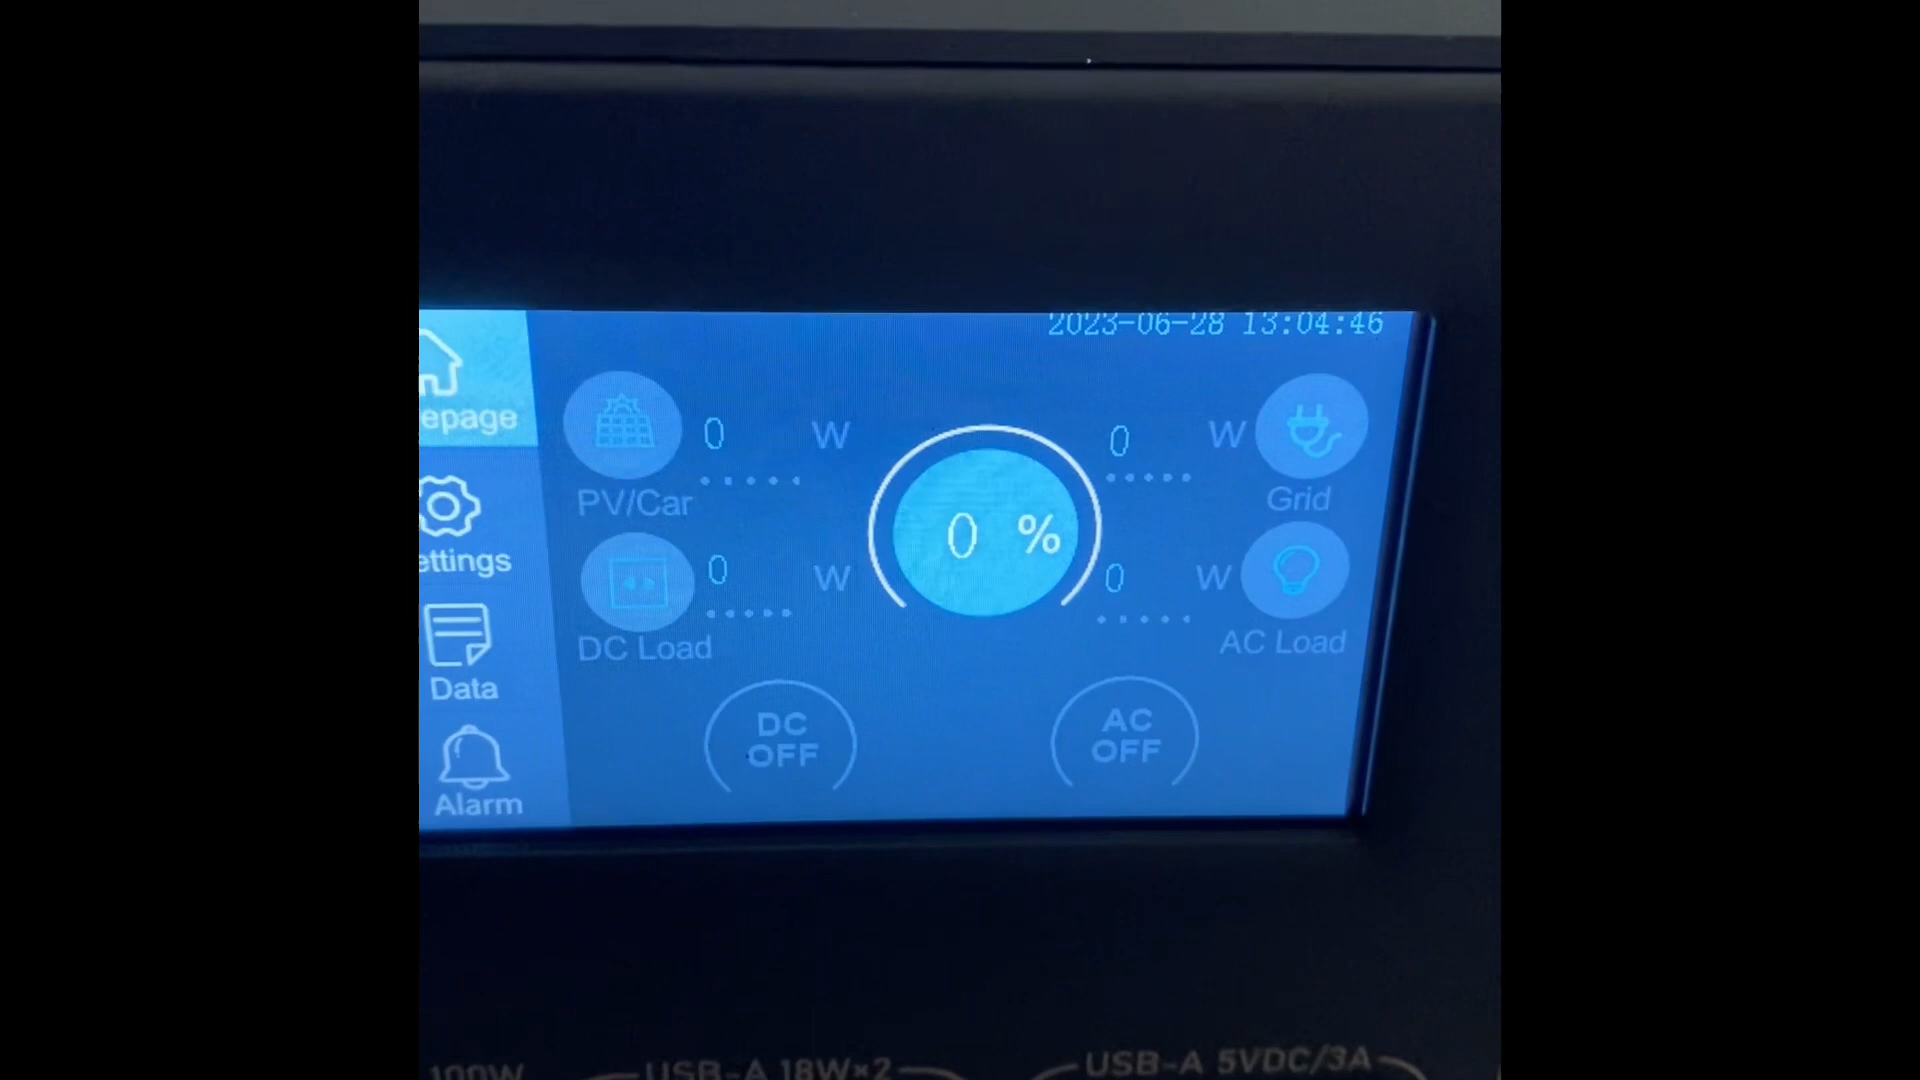 2023-06-28 13:04:46
epage
ettings
Data
Alarm
0 W
PV/Car
0 W
DC Load
0 %
0 W
Grid
0 W
AC Load
DC
OFF
AC
OFF
100W
USB-A 18W×2
USB-A 5VDC/3A